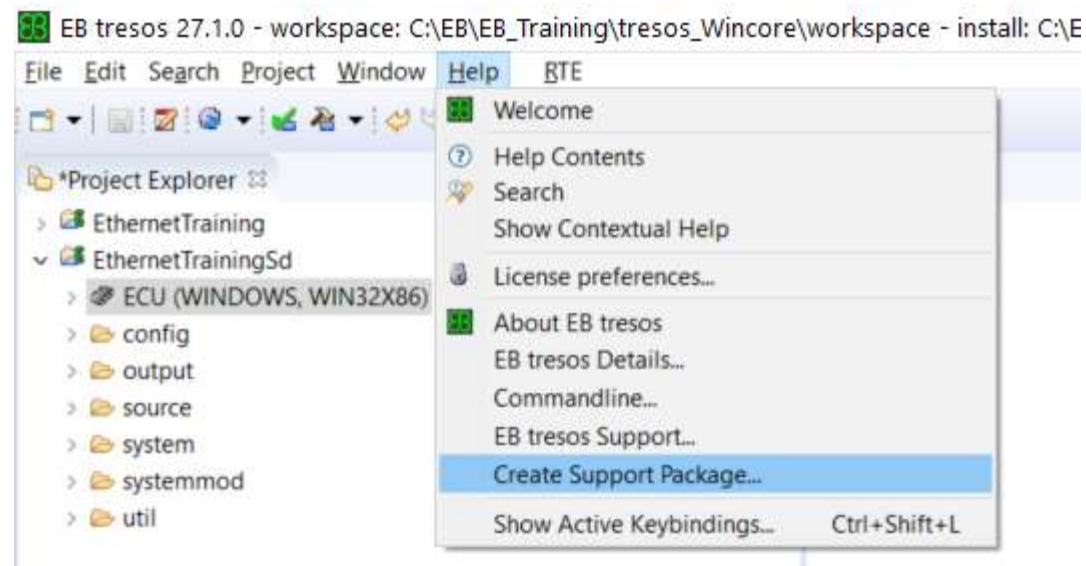 EB tresos 27.1.0 - workspace: C:\EB\EB_Training\tresos_Wincore\workspace - install: C:\E
File Edit Search Project Window Help RTE
*Project Explorer
EthernetTraining
EthernetTrainingSd
ECU (WINDOWS, WIN32X86)
config
output
source
system
systemmod
util
Welcome
Help Contents
Search
Show Contextual Help
License preferences...
About EB tresos
EB tresos Details...
Commandline...
EB tresos Support...
Create Support Package...
Show Active Keybindings... Ctrl+Shift+L